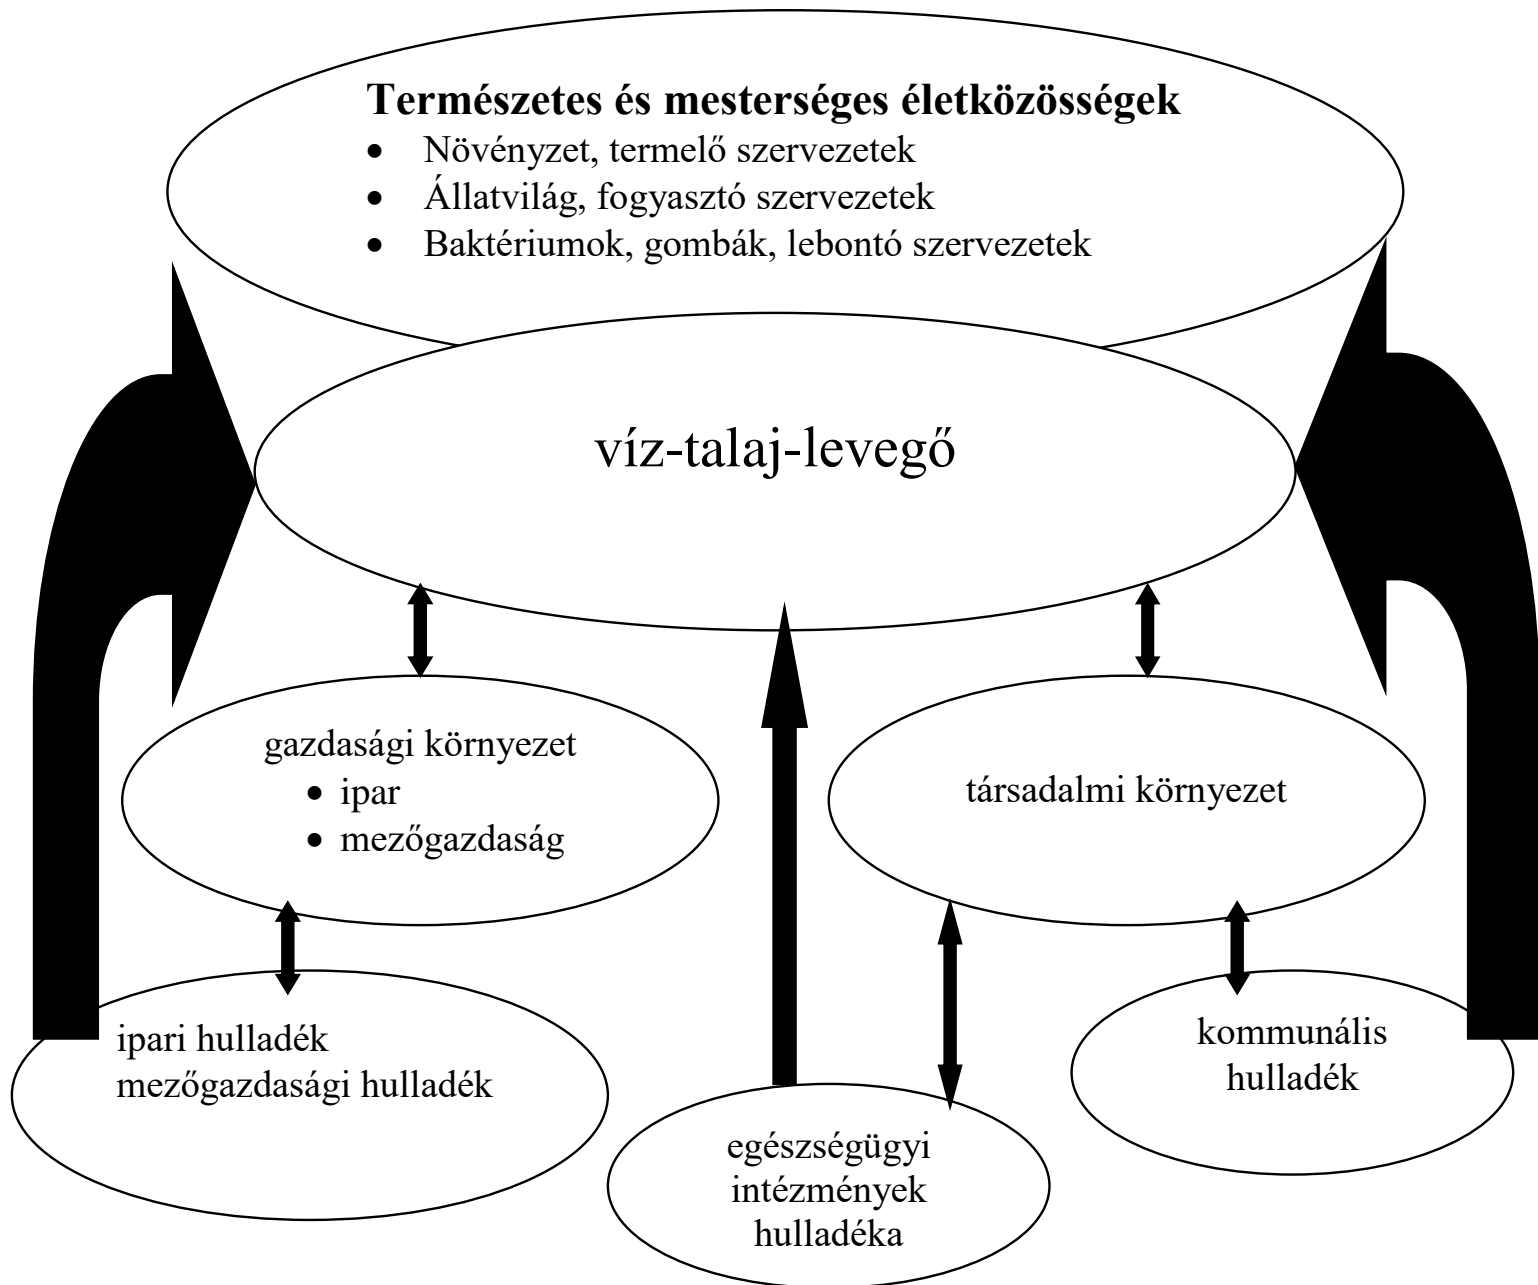 Természetes és mesterséges életközösségek
• Növényzet, termelő szervezetek
• Állatvilág, fogyasztó szervezetek
• Baktériumok, gombák, lebontó szervezetek
víz-talaj-levegő
gazdasági környezet
• ipar
• mezőgazdaság
társadalmi környezet
ipari hulladék
mezőgazdasági hulladék
egészségügyi
intézmények
hulladéka
kommunális
hulladék